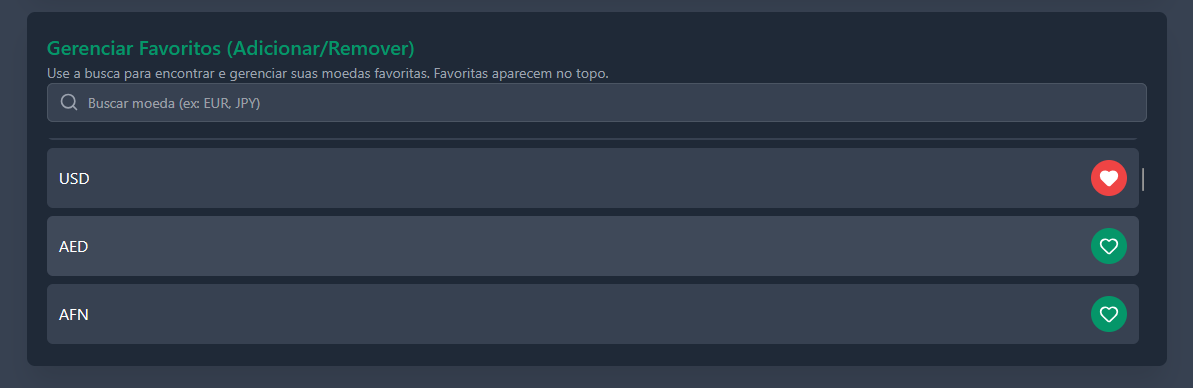 Gerenciar Favoritos (Adicionar/Remover)
Use a busca para encontrar e gerenciar suas moedas favoritas. Favoritas aparecem no topo.
Buscar moeda (ex: EUR, JPY)
USD
AED
AFN